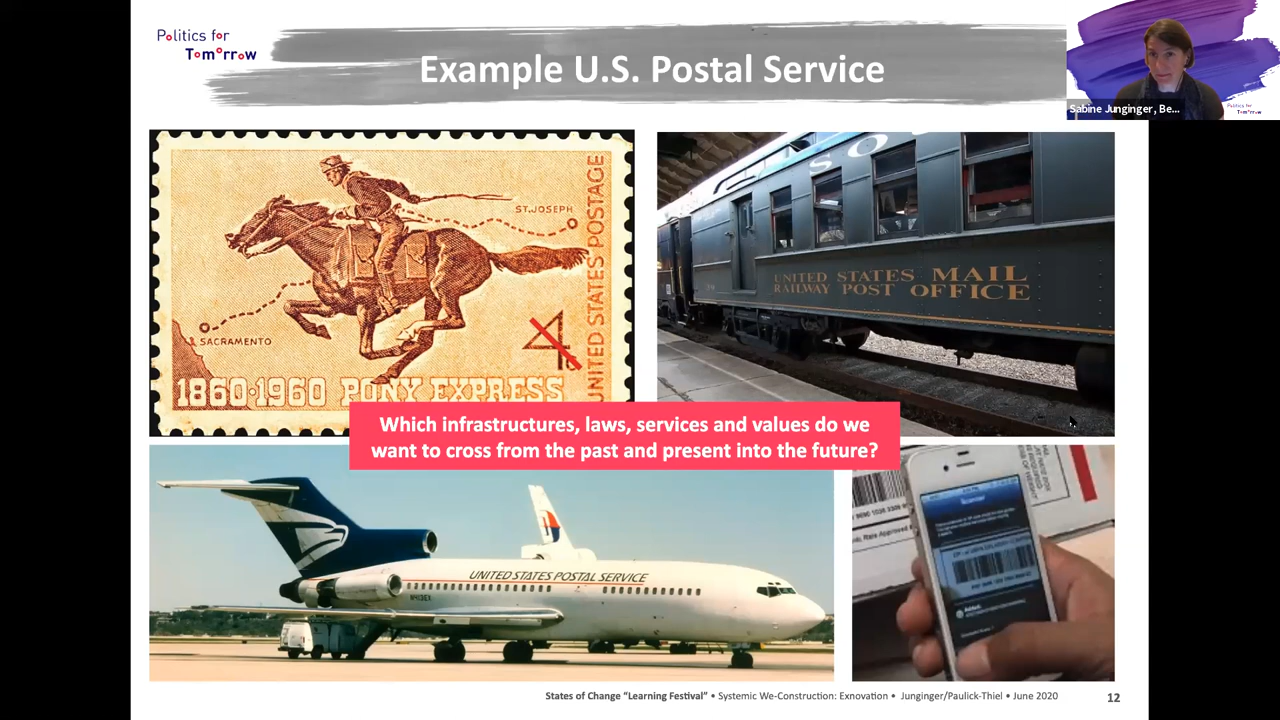 Politics for
Tomorrow
Example U.S. Postal Service
Sabine Junginger, Be...
Politics for
ST.JOSEPH
SACRAMENTO
4
UNITED STATES POSTAGE
1860·1960 PONY EXPRESS
SO
UNITED STATES MAIL
RAILWAY POST OFFICE
Which infrastructures, laws, services and values do we
want to cross from the past and present into the future?
UNITED STATES POSTAL SERVICE
States of Change “Learning Festival” • Systemic We-Construction: Exnovation • Junginger/Paulick-Thiel • June 2020
12